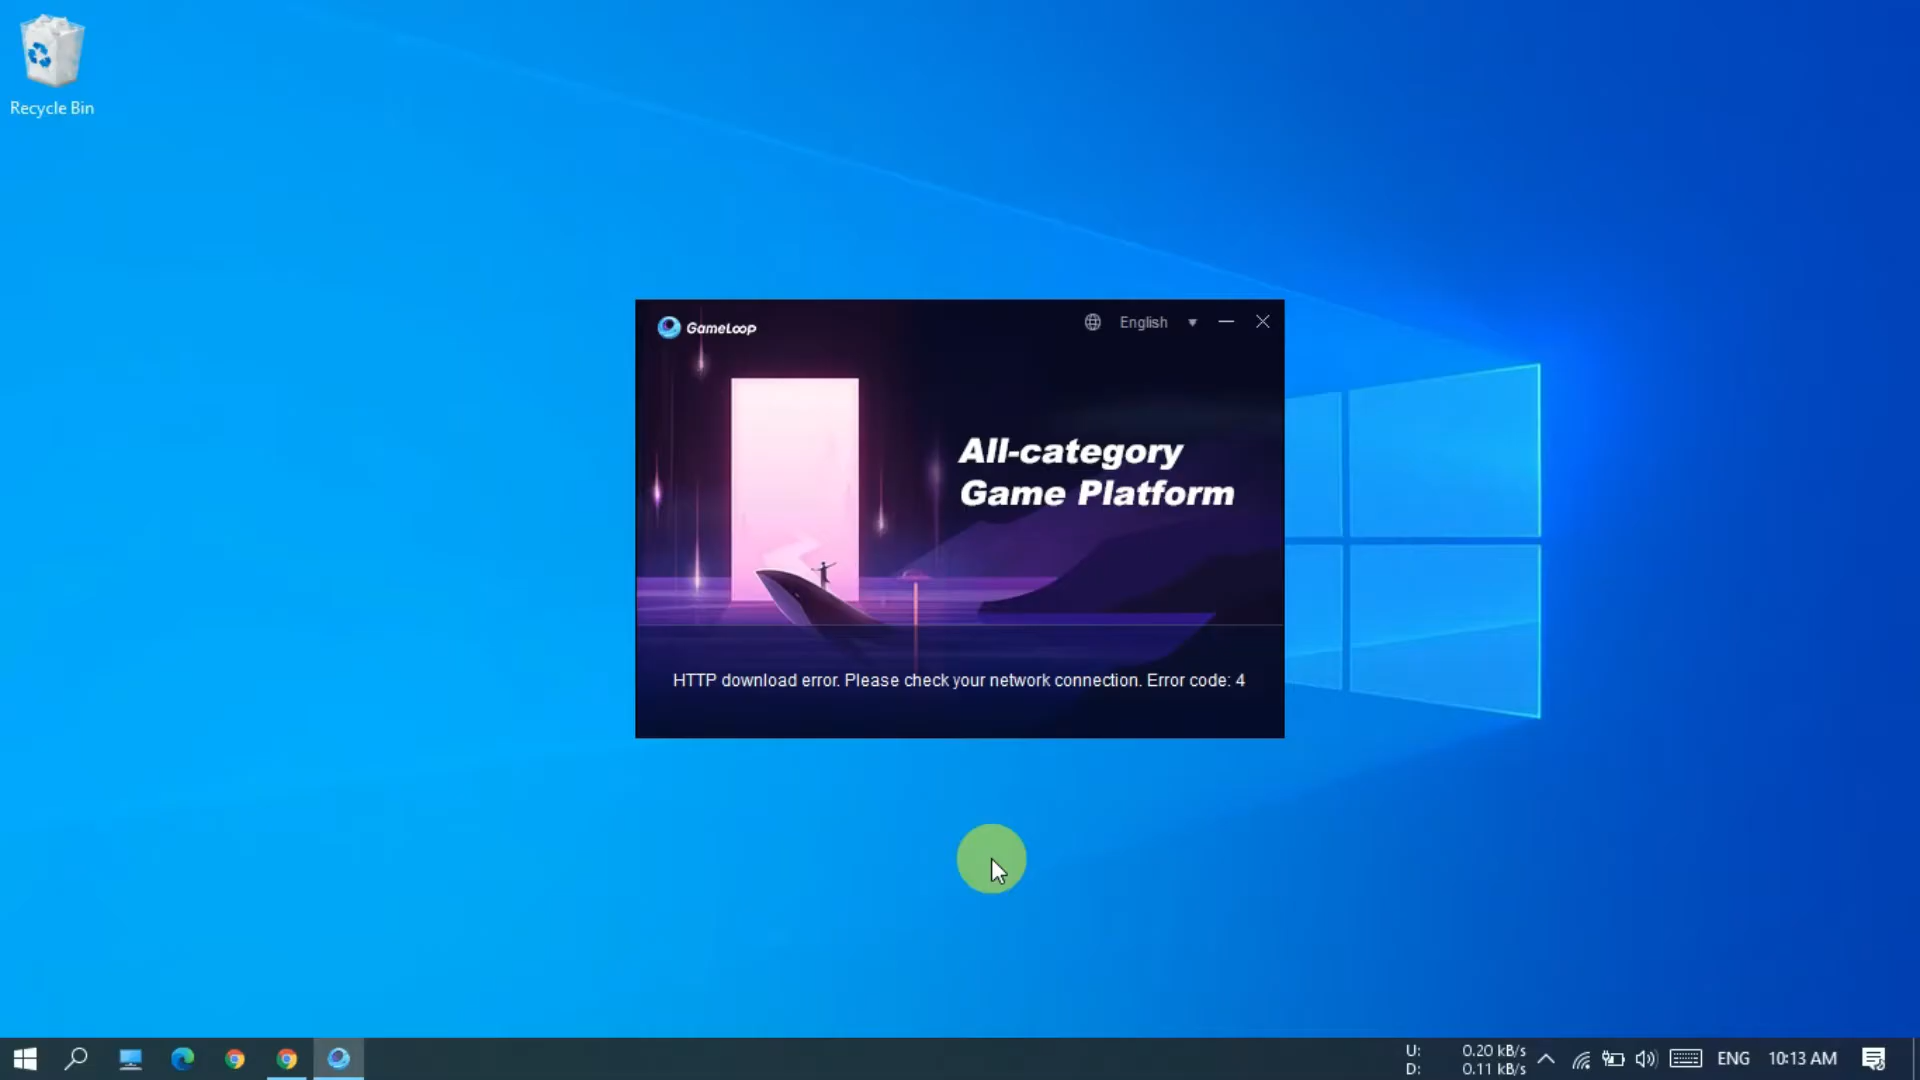 Recycle Bin
GameLoop
English
All-category
Game Platform
HTTP download error. Please check your network connection. Error code: 4
U: 0.20 kB/s
D: 0.11 kB/s
ENG
10:13 AM